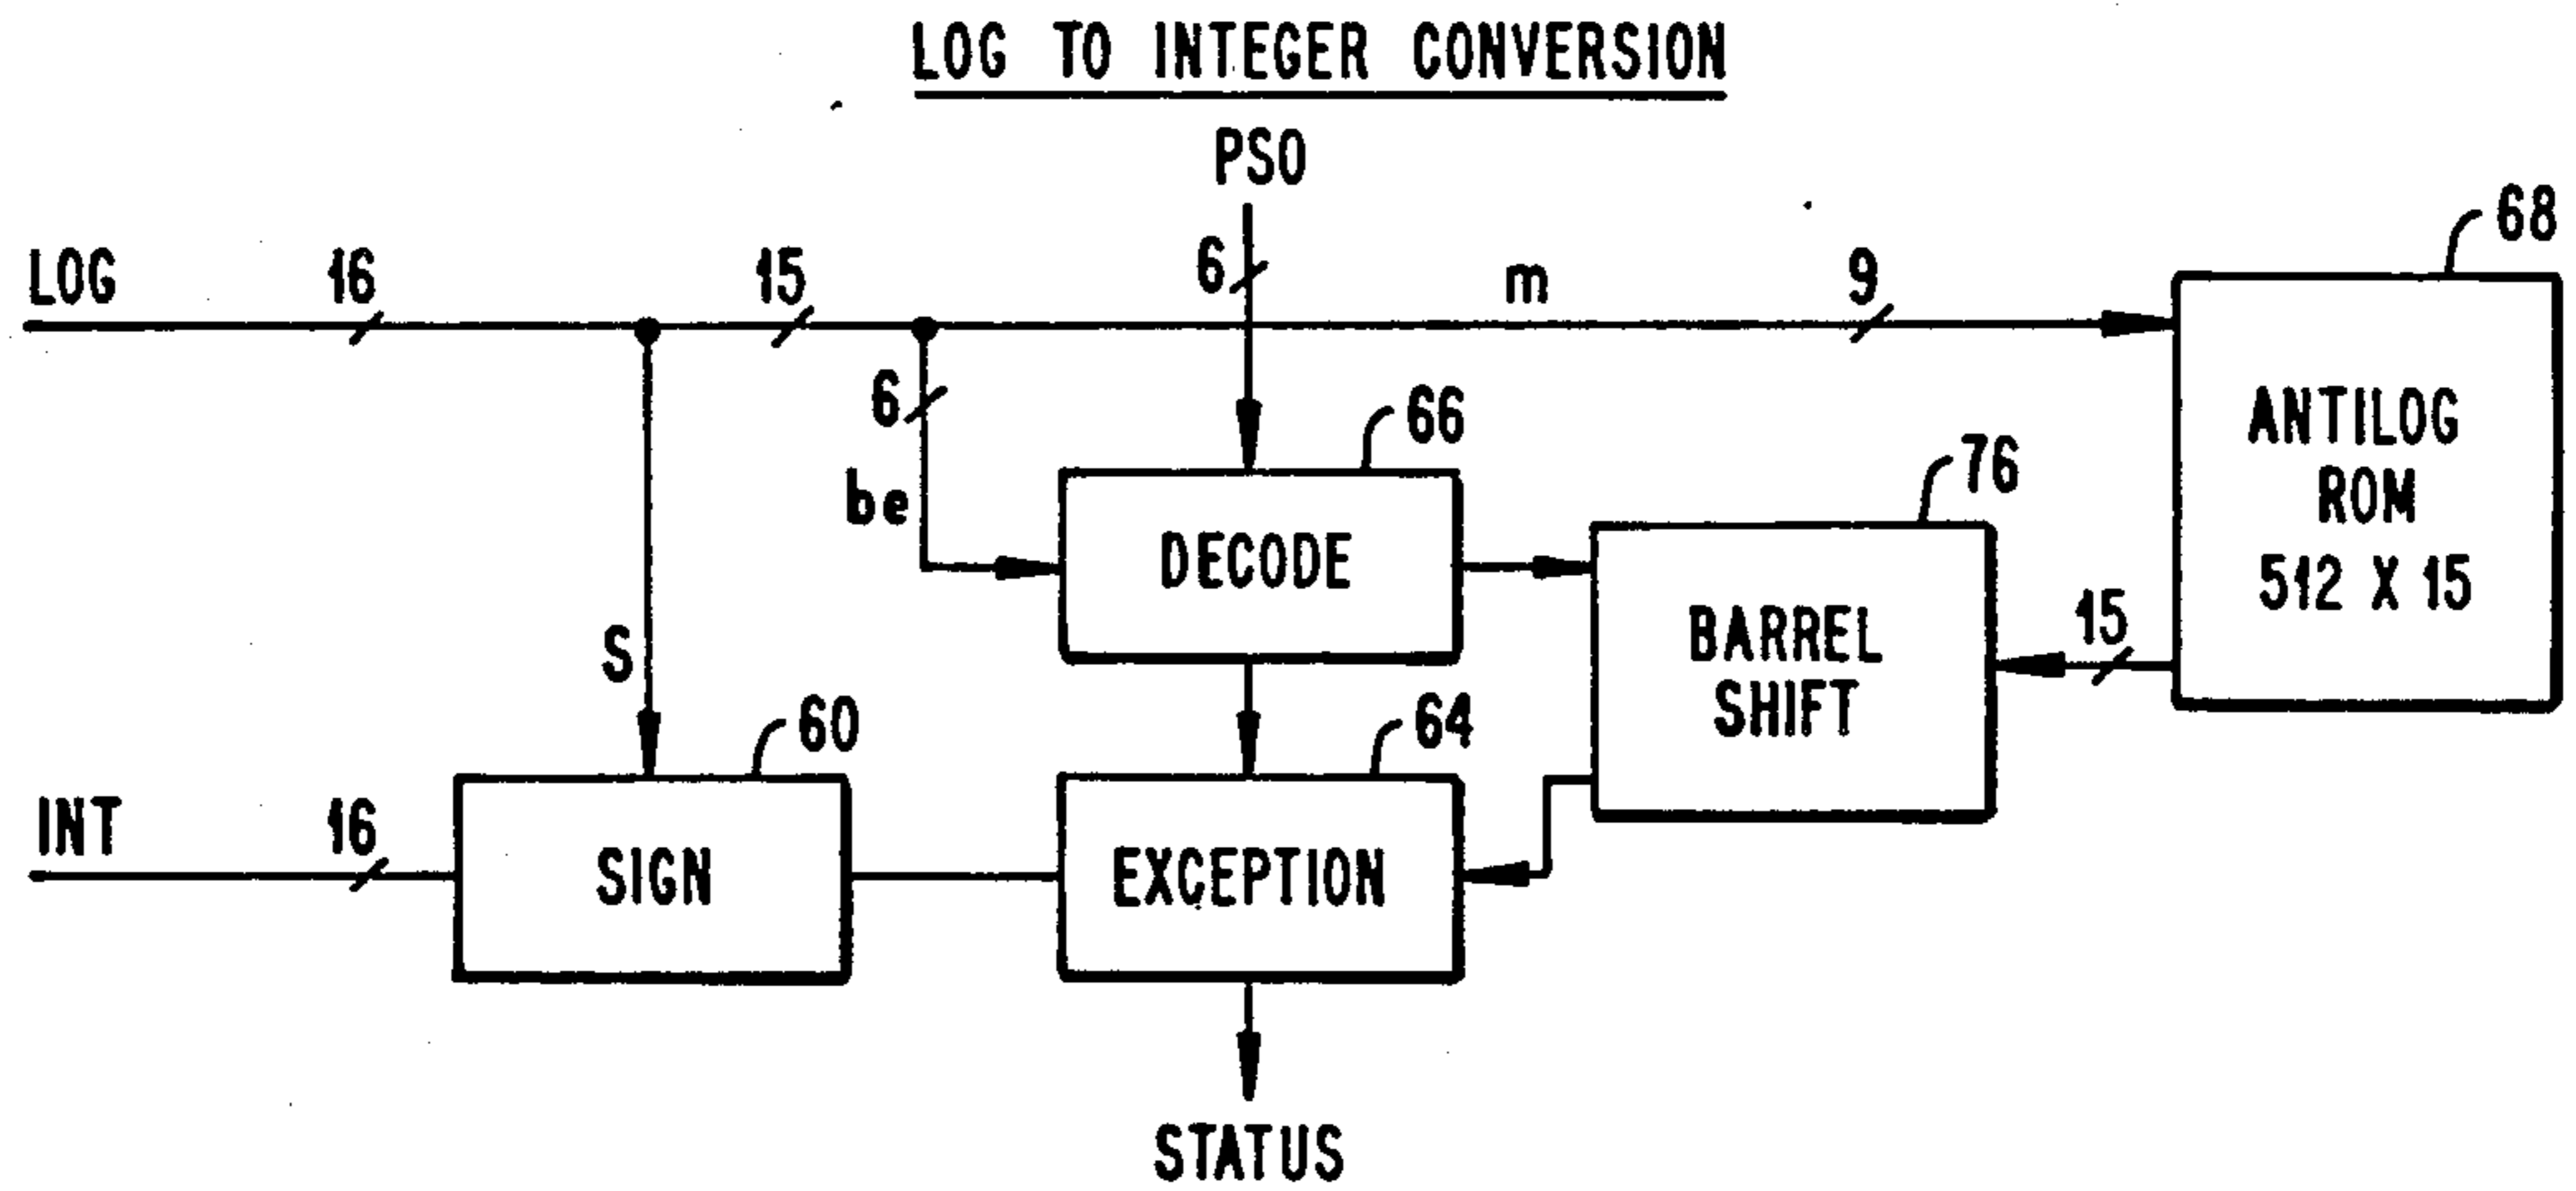 LOG TO INTEGER CONVERSION
PSO
68
LOG
16
15
6
m
9
6
be
66
DECODE
76
BARREL
SHIFT
ANTILOG
ROM
512 X 15
15
S
60
64
INT
16
SIGN
EXCEPTION
STATUS